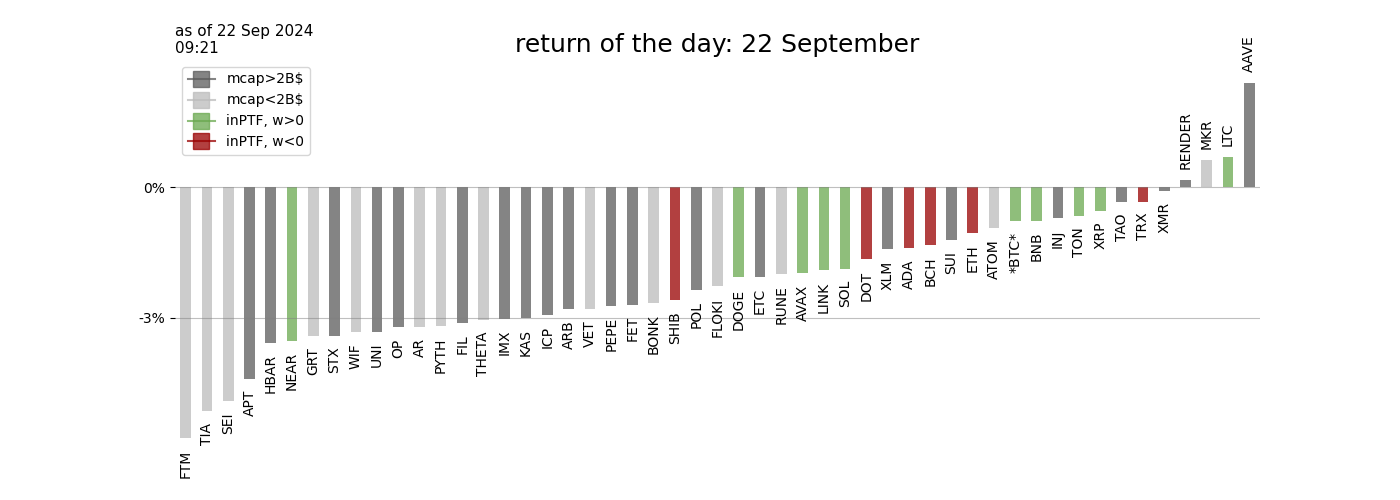 as of 22 Sep 2024
09:21
return of the day: 22 September
mcap>2B$
mcap<2B$
inPTF, w>0
inPTF, w<0
0%
-3%
FTM
TIA
SEI
APT
HBAR
NEAR
GRT
STX
WIF
UNI
OP
AR
PYTH
FIL
THETA
IMX
KAS
ICP
ARB
VET
PEPE
FET
BONK
SHIB
POL
FLOKI
DOGE
ETC
RUNE
AVAX
LINK
SOL
DOT
XLM
ADA
BCH
SUI
ETH
ATOM
*BTC*
BNB
INJ
TON
XRP
TAO
TRX
XMR
RENDER
MKR
LTC
AAVE